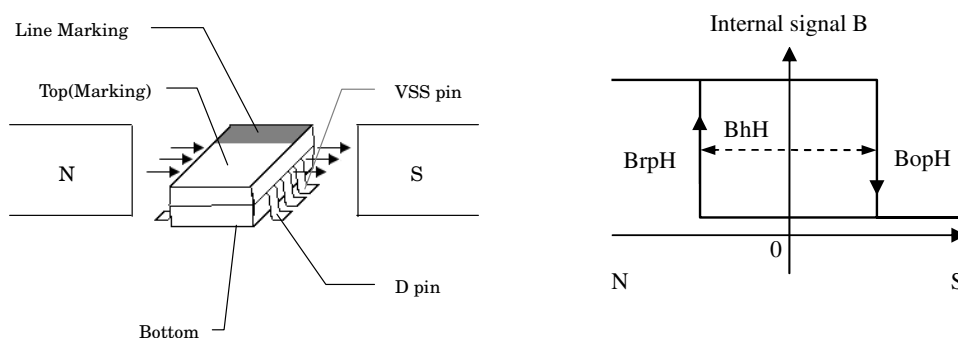 Line Marking
Top(Marking)
VSS pin
N
S
D pin
Bottom
Internal signal B
BhH
BrpH
BopH
0
N
S